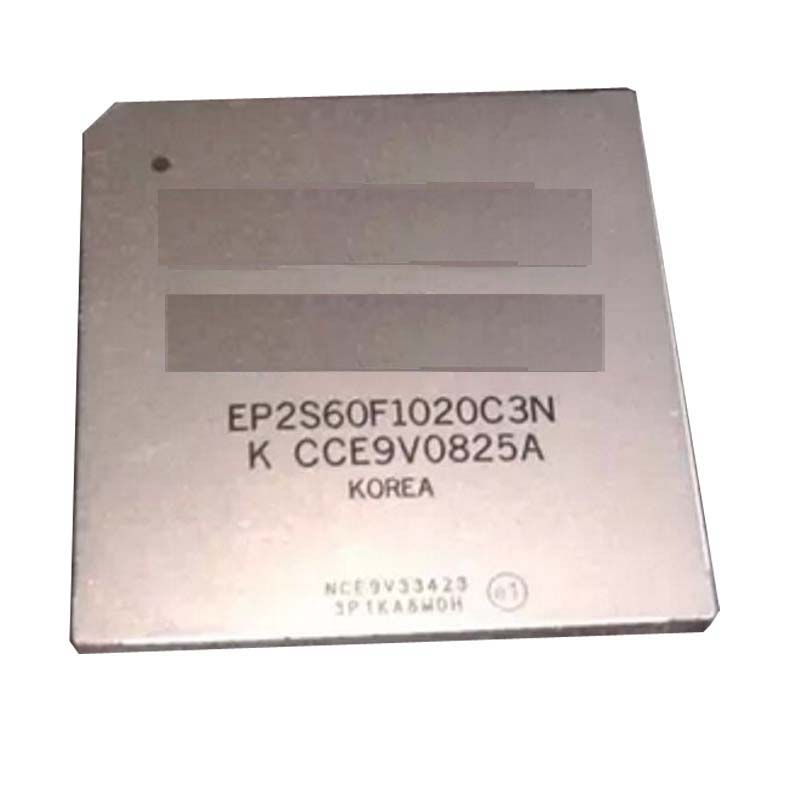 EP2S60F1020C3N
K CCE9V0825A
KOREA
NCE9V33423
3P1KA8W0H
e1